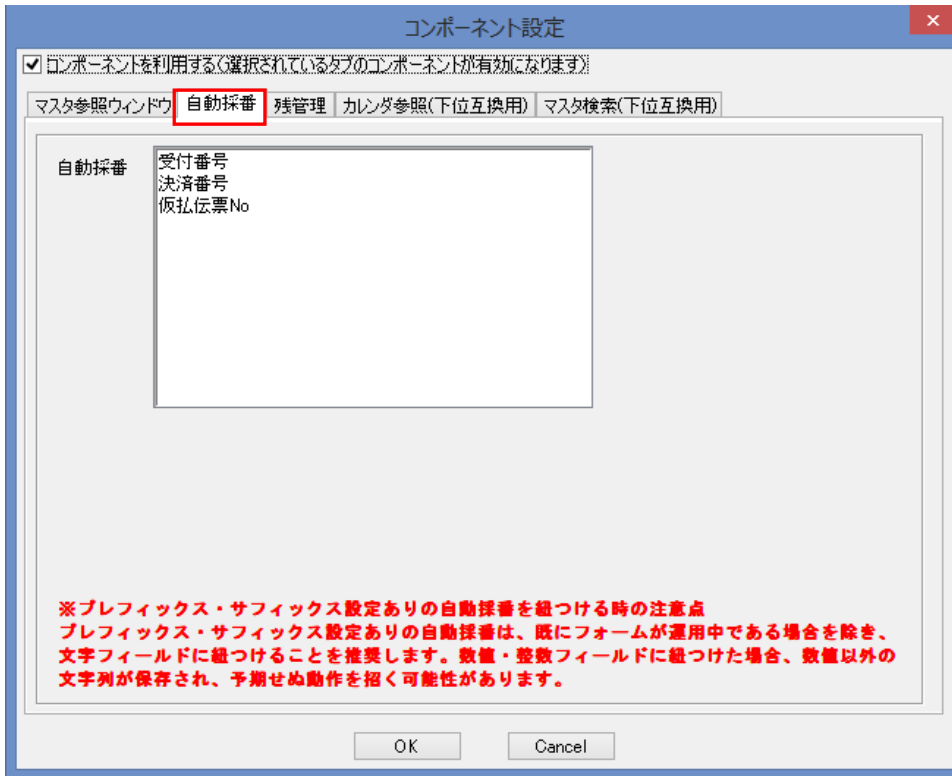 コンポーネント設定
コンポーネントを利用する(選択されているタブのコンポーネントが有効になります)
マスタ参照ウィンドウ 自動採番 残管理 カレンダ参照(下位互換用) マスタ検索(下位互換用)
自動採番
受付番号
決済番号
仮払伝票No
※プレフィックス・サフィックス設定ありの自動採番を紐つける時の注意点
プレフィックス・サフィックス設定ありの自動採番は、既にフォームが運用中である場合を除き、
文字フィールドに紐つけることを推奨します。数値・整数フィールドに紐つけた場合、数値以外の
文字列が保存され、予期せぬ動作を招く可能性があります。
OK Cancel